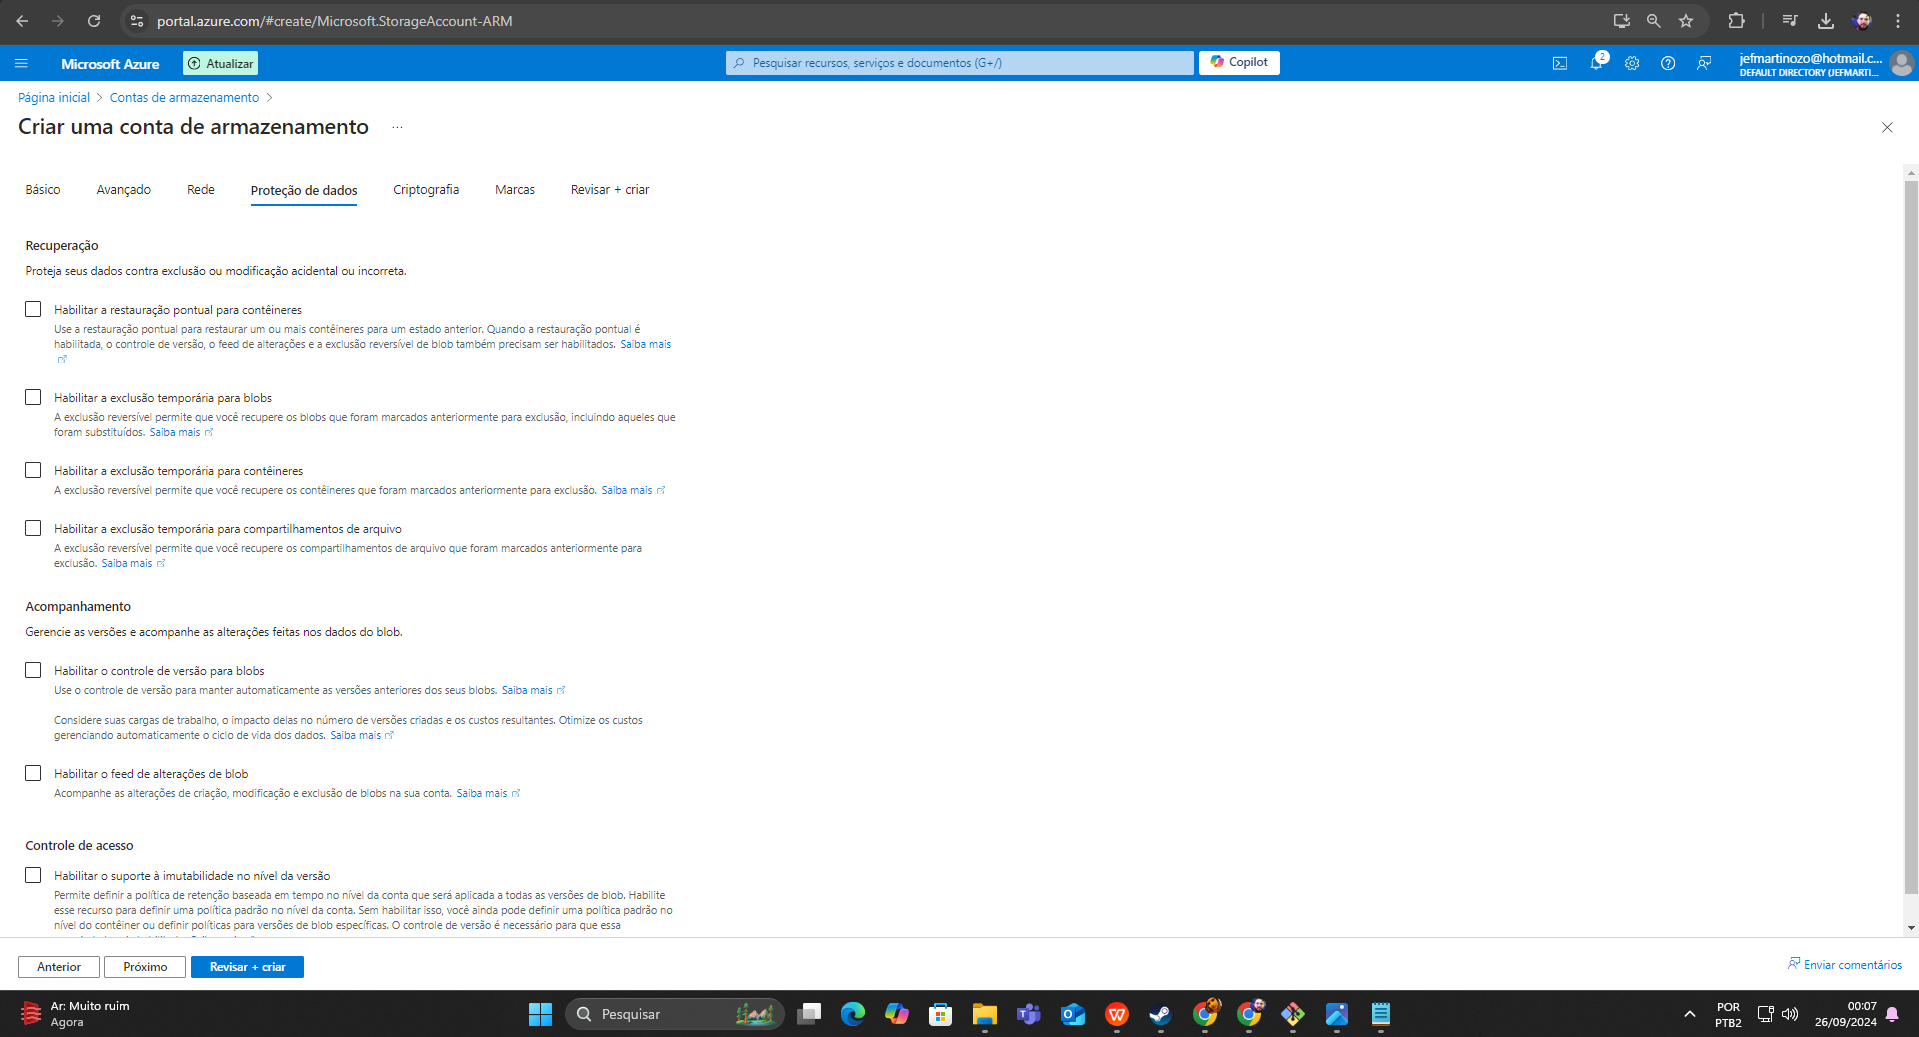 portal.azure.com/#create/Microsoft.StorageAccount-ARM
Microsoft Azure
Atualizar
Pesquisar recursos, serviços e documentos (G+/)
Copilot
2
jefmartinozo@hotmail.c...
DEFAULT DIRECTORY (JEFMARTI...
Página inicial > Contas de armazenamento >
Criar uma conta de armazenamento ...
Básico Avançado Rede Proteção de dados Criptografia Marcas Revisar + criar
Recuperação
Proteja seus dados contra exclusão ou modificação acidental ou incorreta.
Habilitar a restauração pontual para contêineres
Use a restauração pontual para restaurar um ou mais contêineres para um estado anterior. Quando a restauração pontual é
habilitada, o controle de versão, o feed de alterações e a exclusão reversível de blob também precisam ser habilitados. Saiba mais
Habilitar a exclusão temporária para blobs
A exclusão reversível permite que você recupere os blobs que foram marcados anteriormente para exclusão, incluindo aqueles que
foram substituídos. Saiba mais
Habilitar a exclusão temporária para contêineres
A exclusão reversível permite que você recupere os contêineres que foram marcados anteriormente para exclusão. Saiba mais
Habilitar a exclusão temporária para compartilhamentos de arquivo
A exclusão reversível permite que você recupere os compartilhamentos de arquivo que foram marcados anteriormente para
exclusão. Saiba mais
Acompanhamento
Gerencie as versões e acompanhe as alterações feitas nos dados do blob.
Habilitar o controle de versão para blobs
Use o controle de versão para manter automaticamente as versões anteriores dos seus blobs. Saiba mais
Considere suas cargas de trabalho, o impacto delas no número de versões criadas e os custos resultantes. Otimize os custos
gerenciando automaticamente o ciclo de vida dos dados. Saiba mais
Habilitar o feed de alterações de blob
Acompanhe as alterações de criação, modificação e exclusão de blobs na sua conta. Saiba mais
Controle de acesso
Habilitar o suporte à imutabilidade no nível da versão
Permite definir a política de retenção baseada em tempo no nível da conta que será aplicada a todas as versões de blob. Habilite
esse recurso para definir uma política padrão no nível da conta. Sem habilitar isso, você ainda pode definir uma política padrão no
nível do contêiner ou definir políticas para versões de blob específicas. O controle de versão é necessário para que essa
Anterior Próximo Revisar + criar
Enviar comentários
Ar: Muito ruim
Agora
Pesquisar
POR
PTB2
00:07
26/09/2024